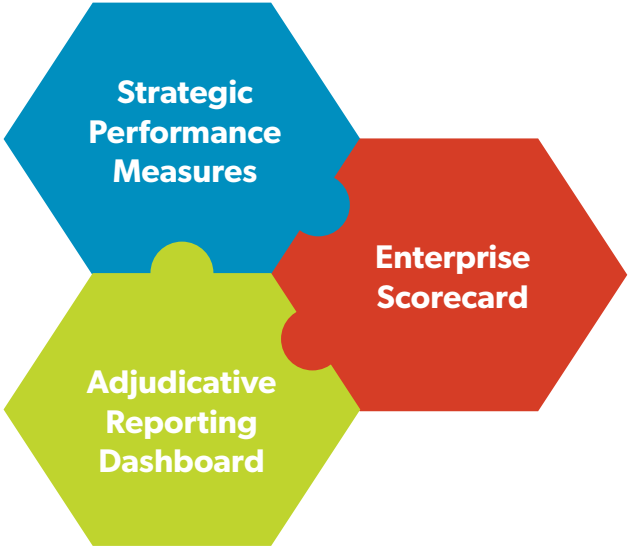 Strategic
Performance
Measures
Enterprise
Scorecard
Adjudicative
Reporting
Dashboard